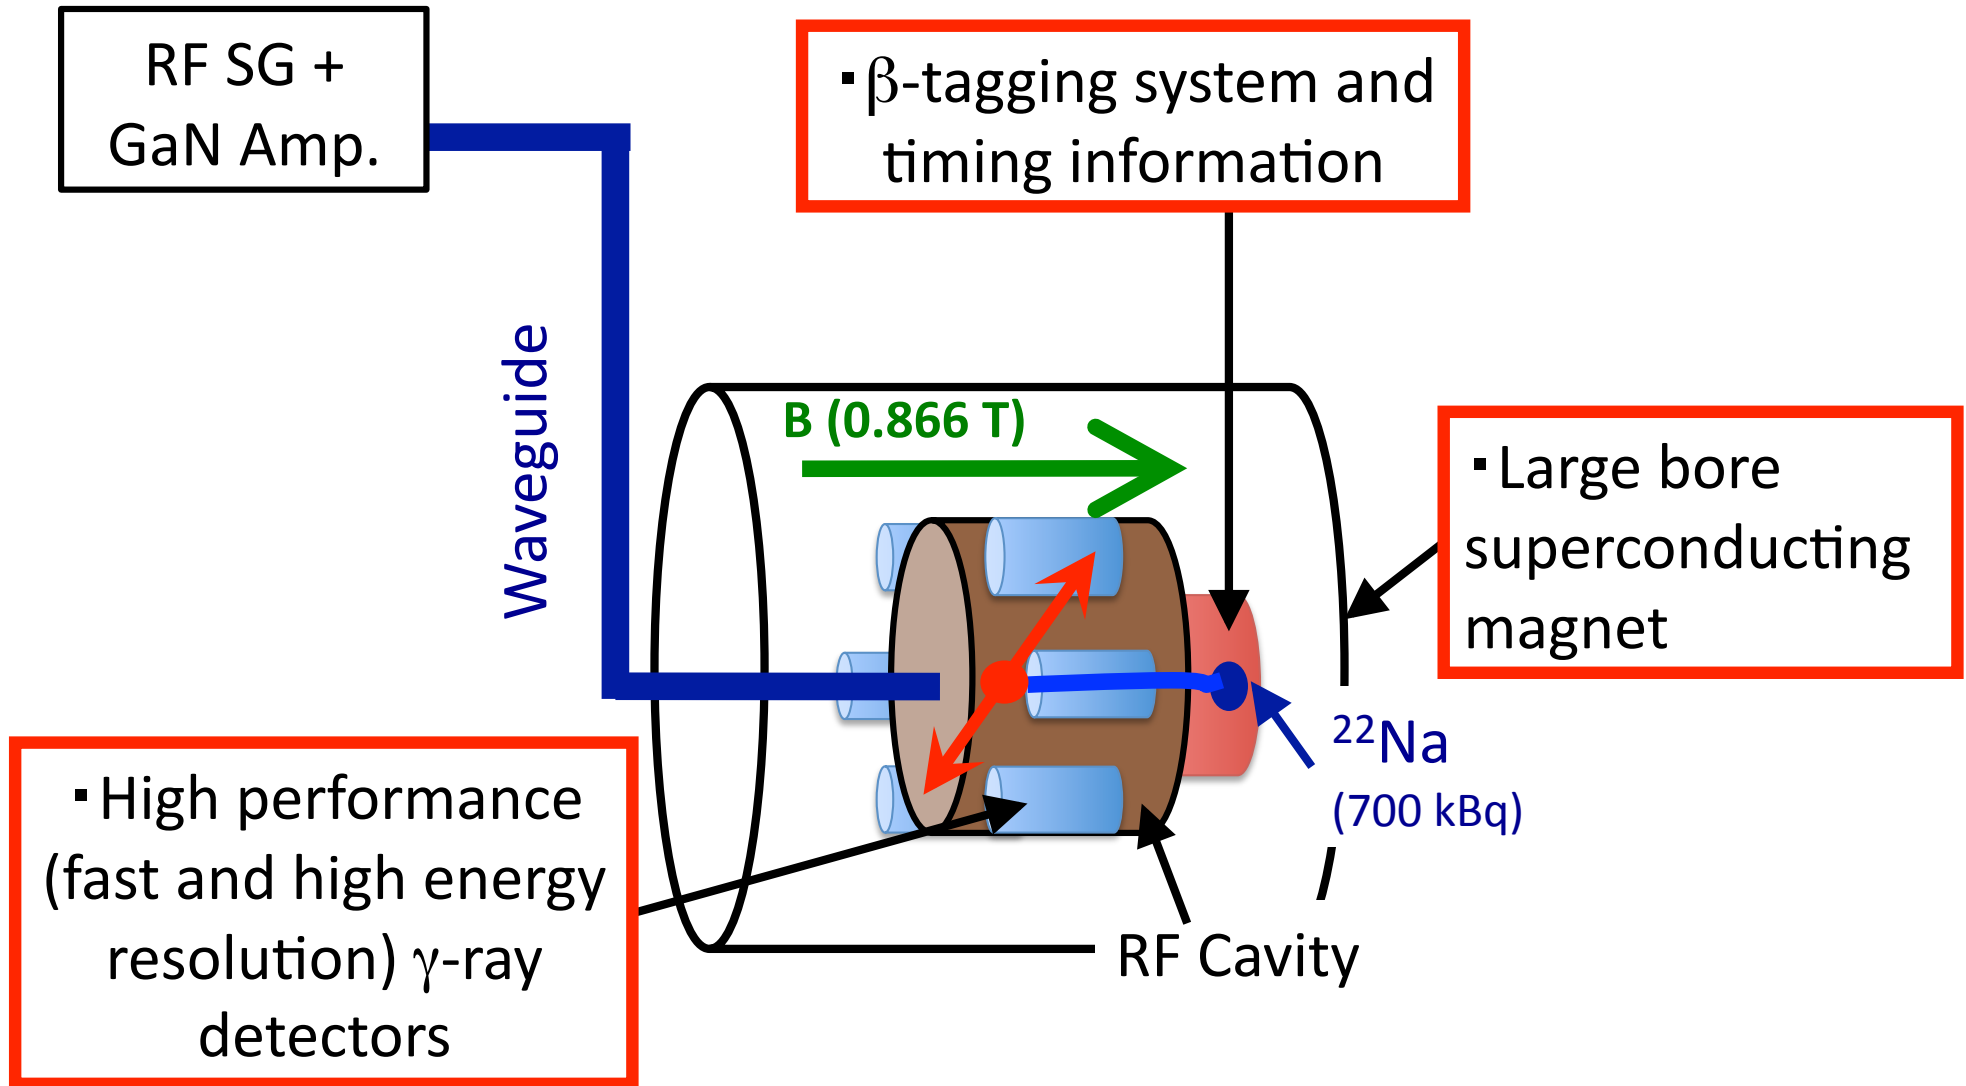 RF SG +
GaN Amp.
▪β-tagging system and
timing information
Waveguide
B (0.866 T)
▪Large bore
superconducting
magnet
²²Na
(700 kBq)
▪High performance
(fast and high energy
resolution) γ-ray
detectors
RF Cavity